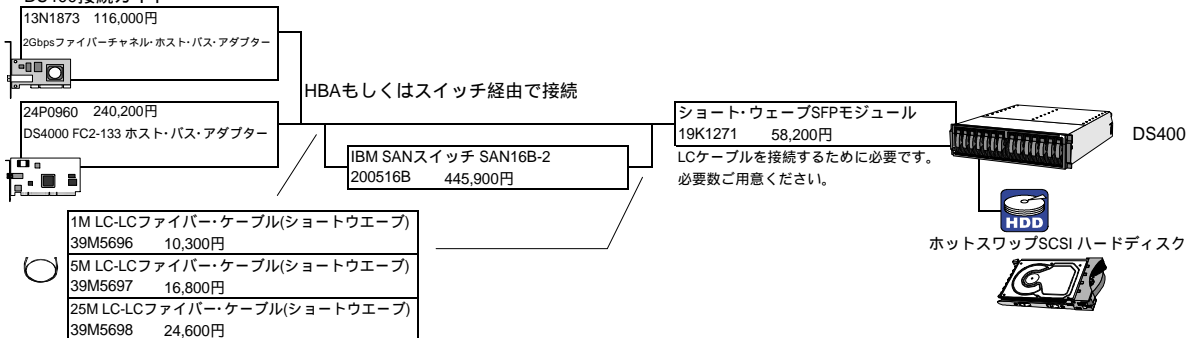 DS400接続ガイド
13N1873 116,000円
2Gbpsファイバーチャネル・ホスト・バス・アダプター
HBAもしくはスイッチ経由で接続
24P0960 240,200円
DS4000 FC2-133 ホスト・バス・アダプター
IBM SANスイッチ SAN16B-2
200516B 445,900円
ショート・ウェーブSFPモジュール
19K1271 58,200円
LCケーブルを接続するために必要です。
必要数ご用意ください。
DS400
HDD
ホットスワップSCSI ハードディスク
1M LC-LCファイバー・ケーブル(ショートウエーブ)
39M5696 10,300円
5M LC-LCファイバー・ケーブル(ショートウエーブ)
39M5697 16,800円
25M LC-LCファイバー・ケーブル(ショートウエーブ)
39M5698 24,600円